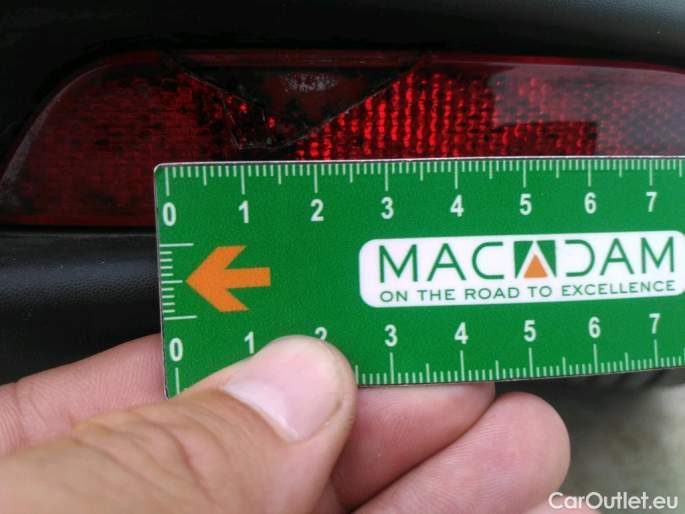 0 1 2 3 4 5 6 7
MACADAM
ON THE ROAD TO EXCELLENCE
0 1 2 3 4 5 6 7
CarOutlet.eu